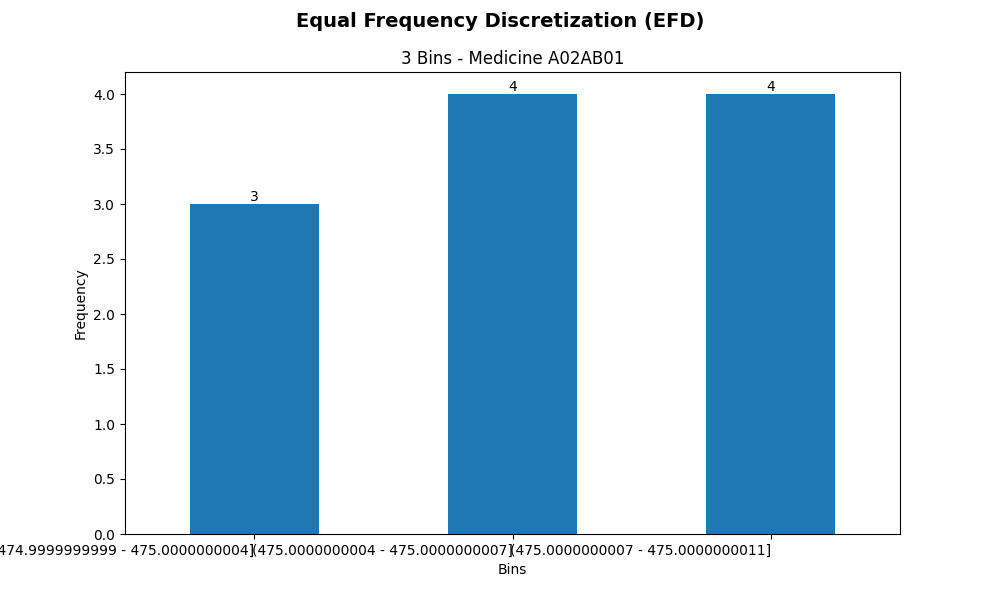 Equal Frequency Discretization (EFD)
3 Bins - Medicine A02AB01
4.0
3.5
3.0
2.5
2.0
1.5
1.0
0.5
0.0
Frequency
3
4
4
474.9999999999 - 475.0000000004](475.0000000004 - 475.0000000007](475.0000000007 - 475.0000000011]
Bins